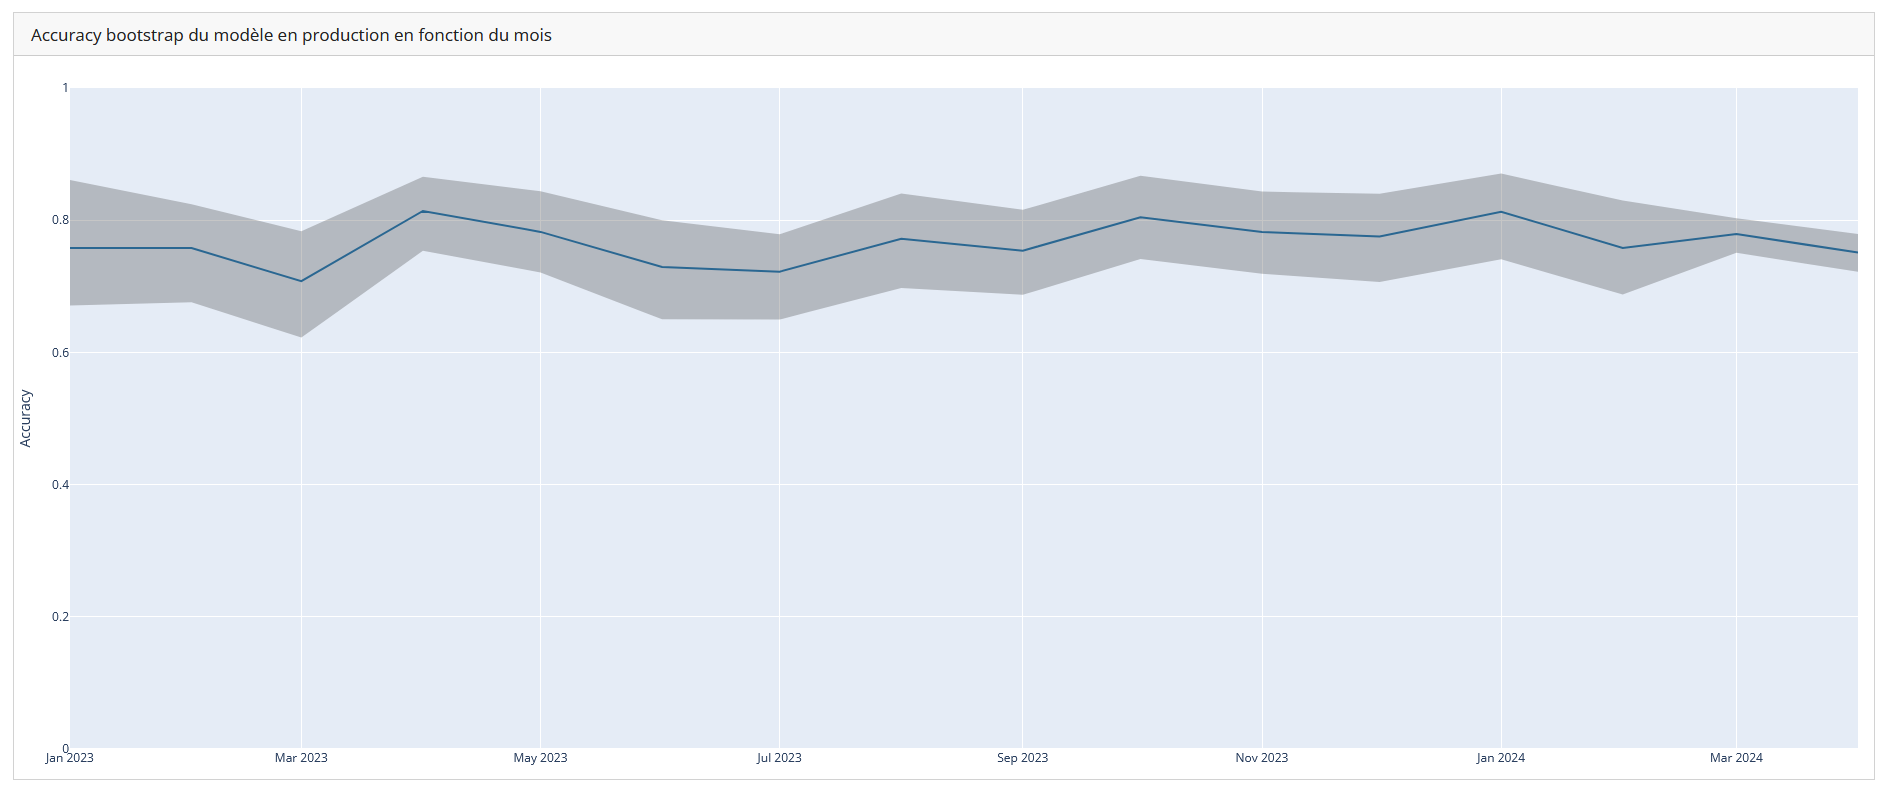 Accuracy bootstrap du modèle en production en fonction du mois
1
0.8
0.6
0.4
0.2
0
Accuracy
Jan 2023
Mar 2023
May 2023
Jul 2023
Sep 2023
Nov 2023
Jan 2024
Mar 2024